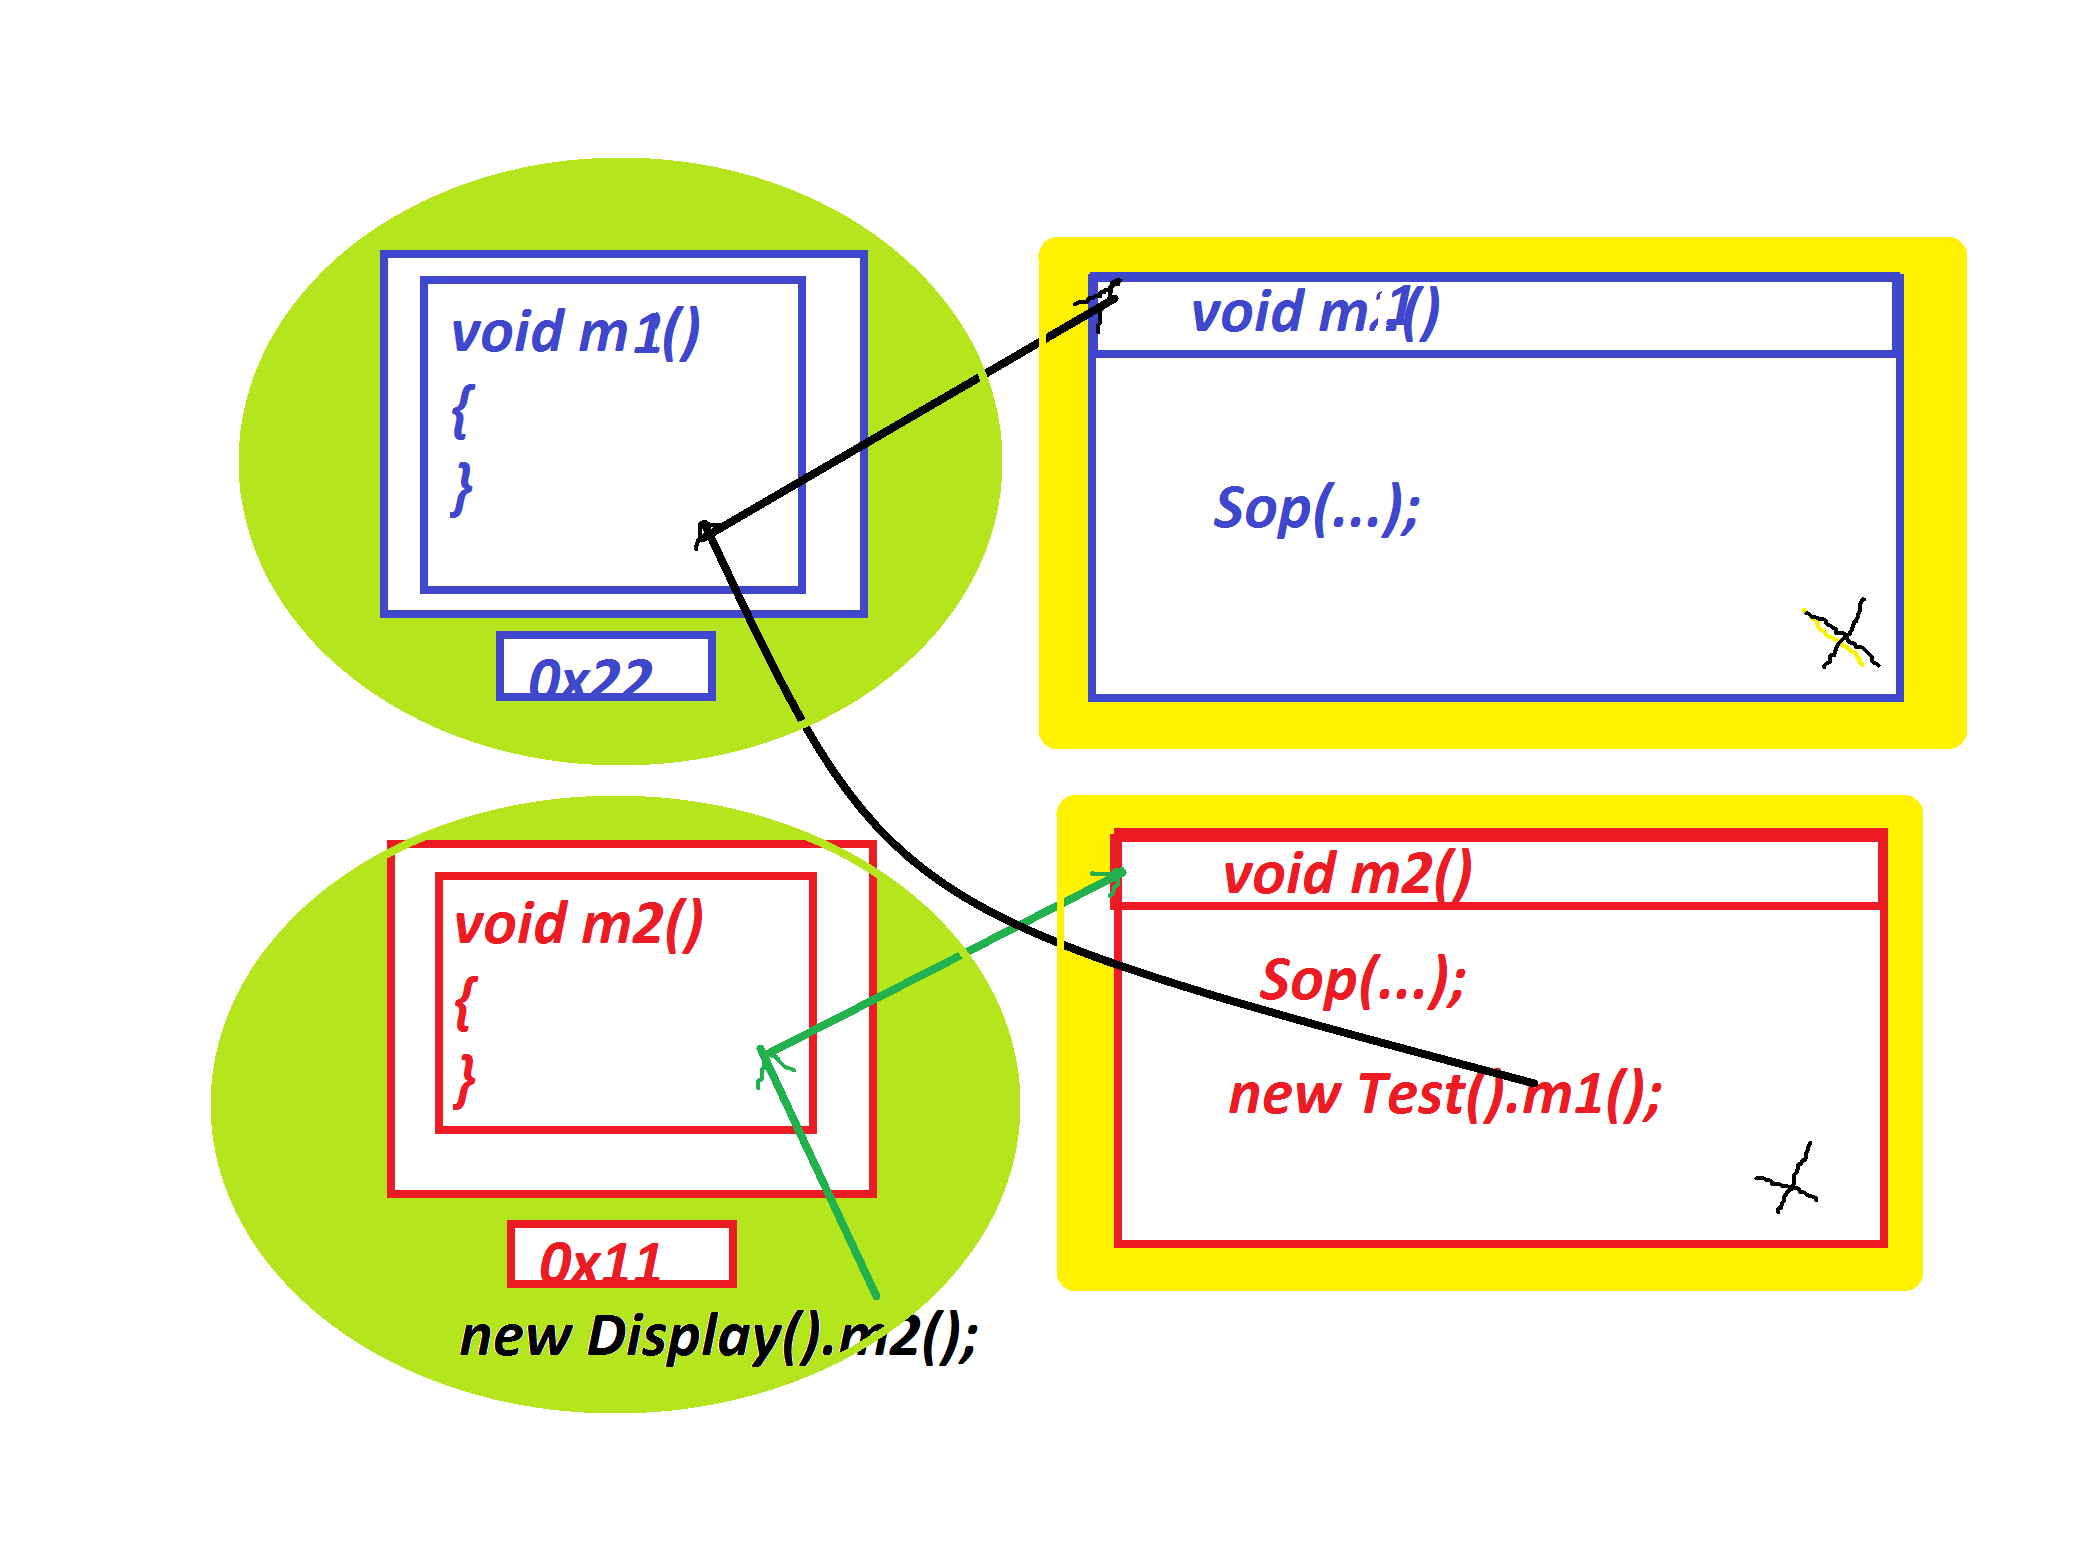 void m1()
{
}
0x22
void m1()
Sop(...);
void m2()
{
}
0x11
new Display().m2();
void m2()
Sop(...);
new Test().m1();